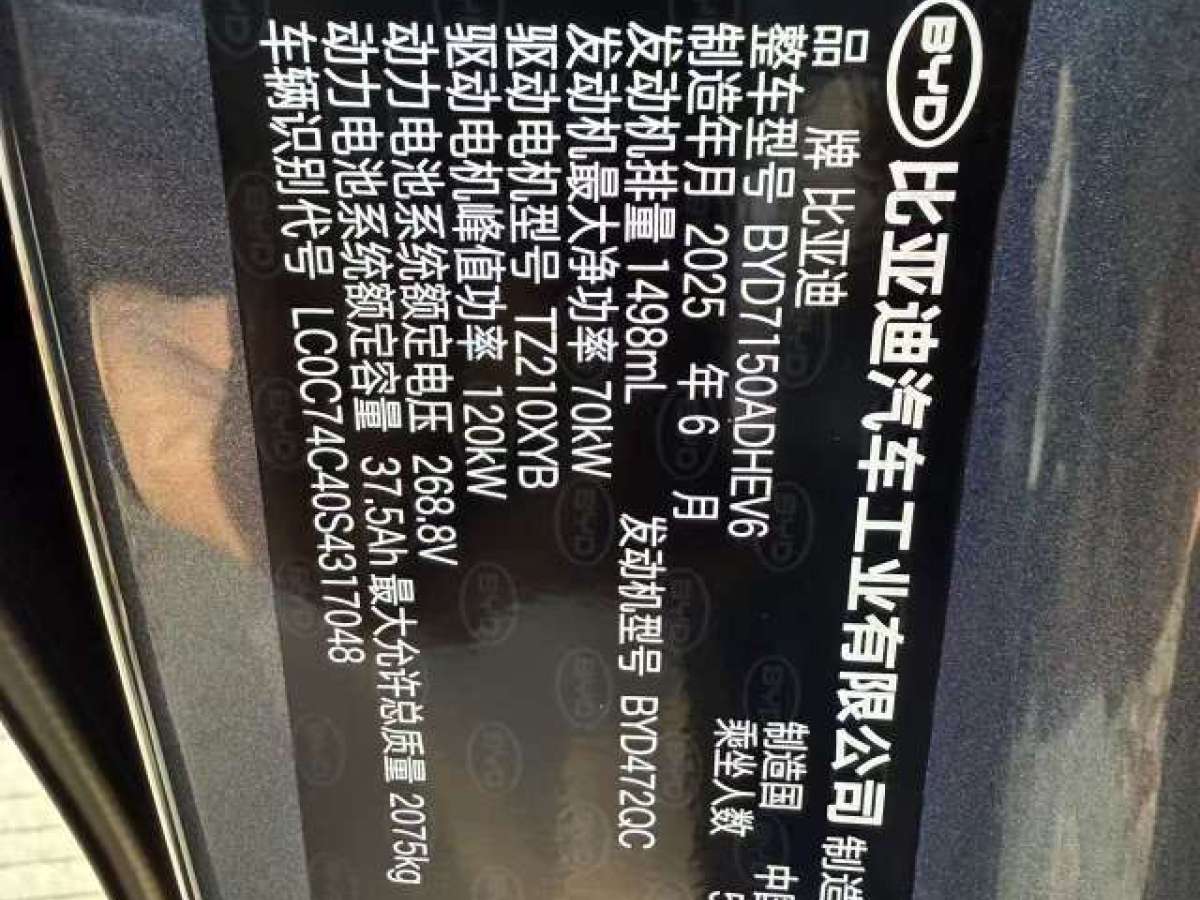 BYD 比亚迪汽车工业有限公司 制造
品 牌 比亚迪
整车型号 BYD7150ADHEV6 制造国
制造年月 2025 年 6 月 乘坐人数
发动机排量 1498mL 发动机型号 BYD472QC
发动机最大净功率 70kW
驱动电机型号 TZ210XYB
驱动电机峰值功率 120kW
动力电池系统额定电压 268.8V
动力电池系统额定容量 37.5Ah 最大允许总质量 2075kg
车辆识别代号 LC0C74C40S4317048